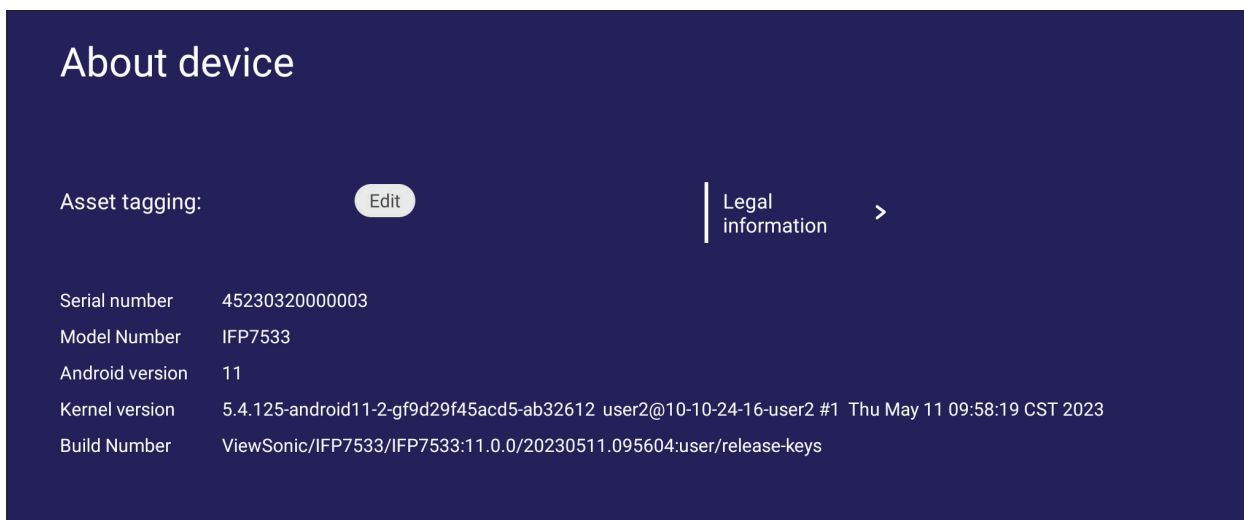 About device
Asset tagging:
Edit
Legal
information
Serial number 45230320000003
Model Number IFP7533
Android version 11
Kernel version 5.4.125-android11-2-gf9d29f45acd5-ab32612 user2@10-10-24-16-user2 #1 Thu May 11 09:58:19 CST 2023
Build Number ViewSonic/IFP7533/IFP7533:11.0.0/20230511.095604:user/release-keys